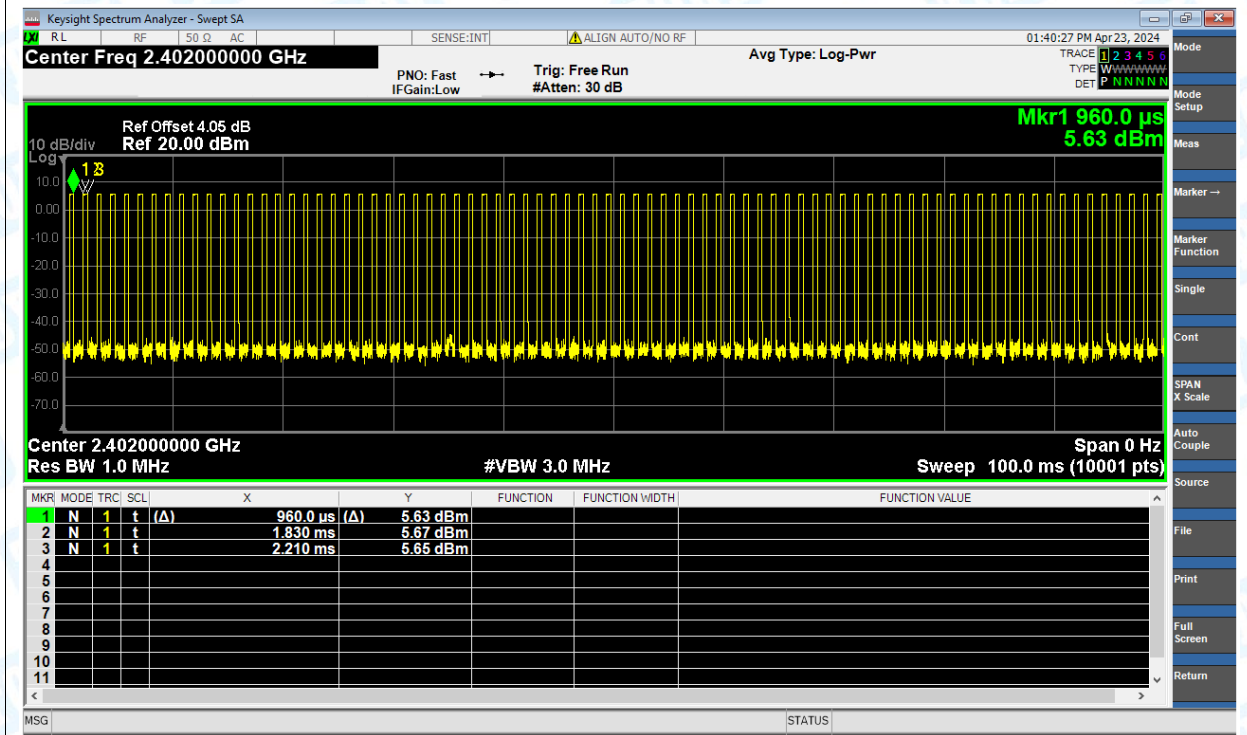 Keysight Spectrum Analyzer - Swept SA
LXI RL RF 50 Ω AC SENSE:INT ALIGN AUTO/NO RF 01:40:27 PM Apr 23, 2024
Center Freq 2.402000000 GHz
PNO: Fast
IFGain:Low
Trig: Free Run
#Atten: 30 dB
Avg Type: Log-Pwr
TRACE 1 2 3 4 5 6
TYPE WWWWWW
DET P N N N N N
Ref Offset 4.05 dB
10 dB/div Ref 20.00 dBm
Log
Mkr1 960.0 µs
5.63 dBm
1 2 3
10.0
0.00
-10.0
-20.0
-30.0
-40.0
-50.0
-60.0
-70.0
Center 2.402000000 GHz Span 0 Hz
Res BW 1.0 MHz #VBW 3.0 MHz Sweep 100.0 ms (10001 pts)
MKR MODE TRC SCL X Y FUNCTION FUNCTION WIDTH FUNCTION VALUE
1 N 1 t (Δ) 960.0 µs (Δ) 5.63 dBm
2 N 1 t 1.830 ms 5.67 dBm
3 N 1 t 2.210 ms 5.65 dBm
4
5
6
7
8
9
10
11
MSG STATUS
Mode
Mode
Setup
Meas
Marker →
Marker
Function
Single
Cont
SPAN
X Scale
Auto
Couple
Source
File
Print
Full
Screen
Return